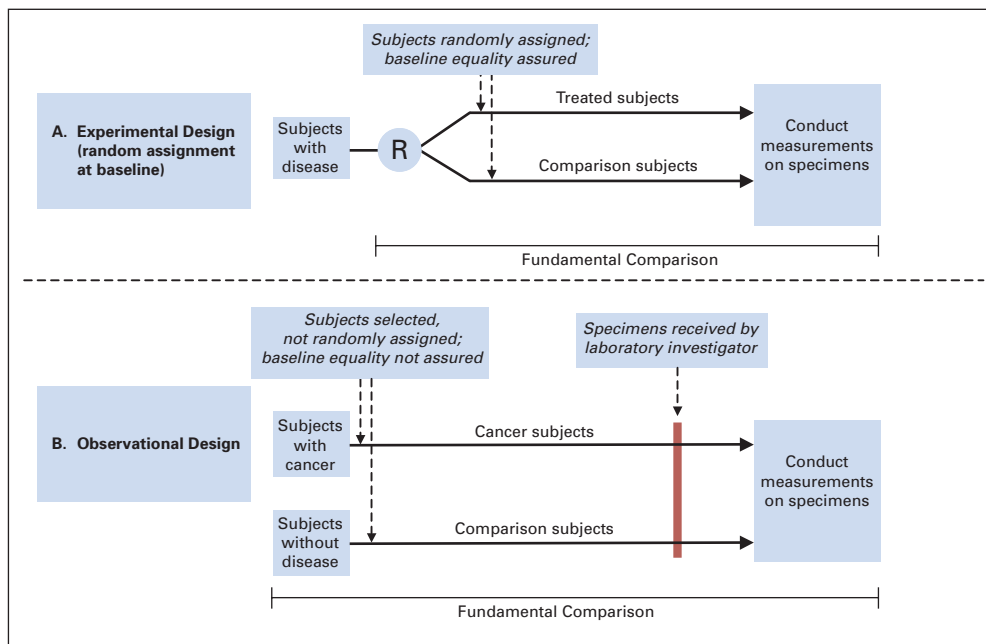 Subjects randomly assigned;
baseline equality assured
A. Experimental Design
(random assignment
at baseline)
Subjects
with
disease
R
Treated subjects
Comparison subjects
Conduct
measurements
on specimens
Fundamental Comparison
Subjects selected,
not randomly assigned;
baseline equality not assured
Specimens received by
laboratory investigator
B. Observational Design
Subjects
with
cancer
Cancer subjects
Subjects
without
disease
Comparison subjects
Conduct
measurements
on specimens
Fundamental Comparison